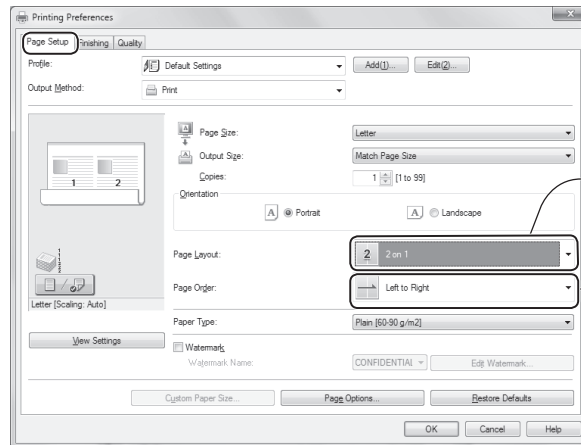 Printing Preferences
Page Setup Finishing Quality
Profile: Default Settings Add(1)... Edit(2)...
Output Method: Print
Page Size: Letter
Output Size: Match Page Size
Copies: 1 [1 to 99]
Orientation
A Portrait A Landscape
1 2
Page Layout: 2 2 on 1
Page Order: Left to Right
Letter [Scaling: Auto]
Paper Type: Plain [60-90 g/m2]
View Settings
Watermark
Watermark Name: CONFIDENTIAL Edit Watermark...
Custom Paper Size... Page Options... Restore Defaults
OK Cancel Help